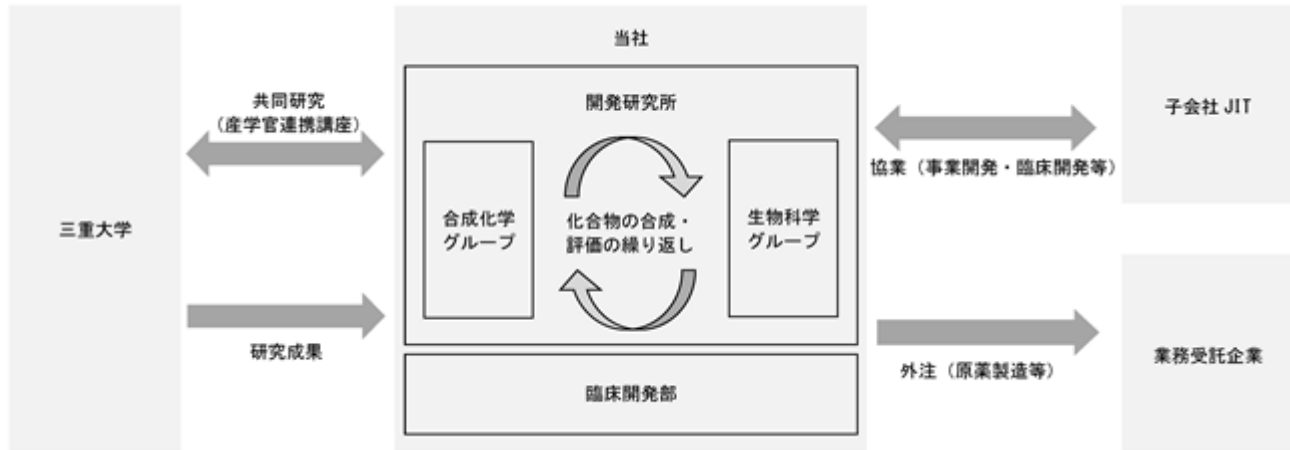 三重大学
共同研究
(産学官連携講座)
研究成果
当社
開発研究所
合成化学
グループ
化合物の合成・
評価の繰り返し
生物科学
グループ
臨床開発部
協業（事業開発・臨床開発等）
外注（原薬製造等）
子会社 JIT
業務受託企業